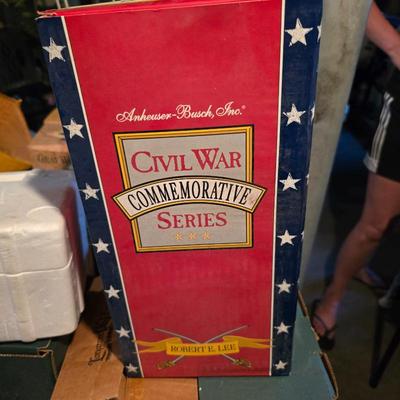 Anheuser-Busch, Inc.®
CIVIL WAR
COMMEMORATIVE
SERIES
ROBERT E. LEE